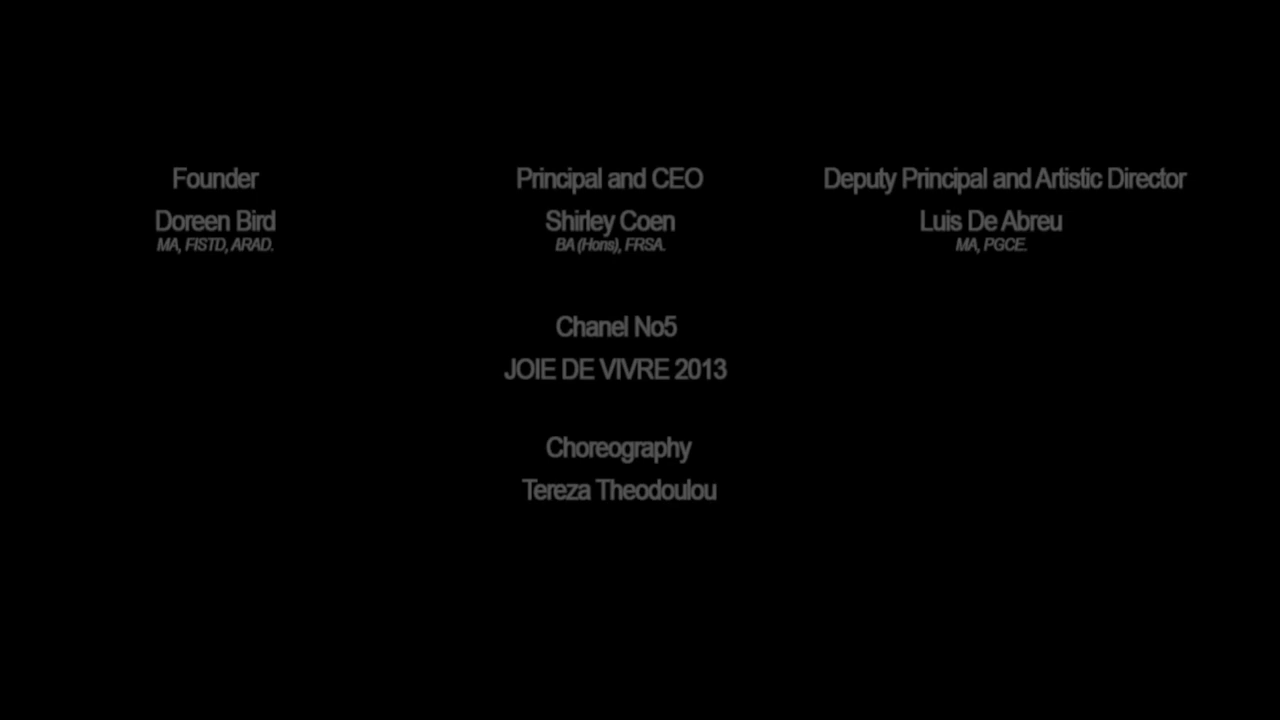 Founder
Doreen Bird
MA, FISTD, ARAD.
Principal and CEO
Shirley Coen
BA (Hons), FRSA.
Deputy Principal and Artistic Director
Luis De Abreu
MA, PGCE.
Chanel No5
JOIE DE VIVRE 2013
Choreography
Tereza Theodoulou